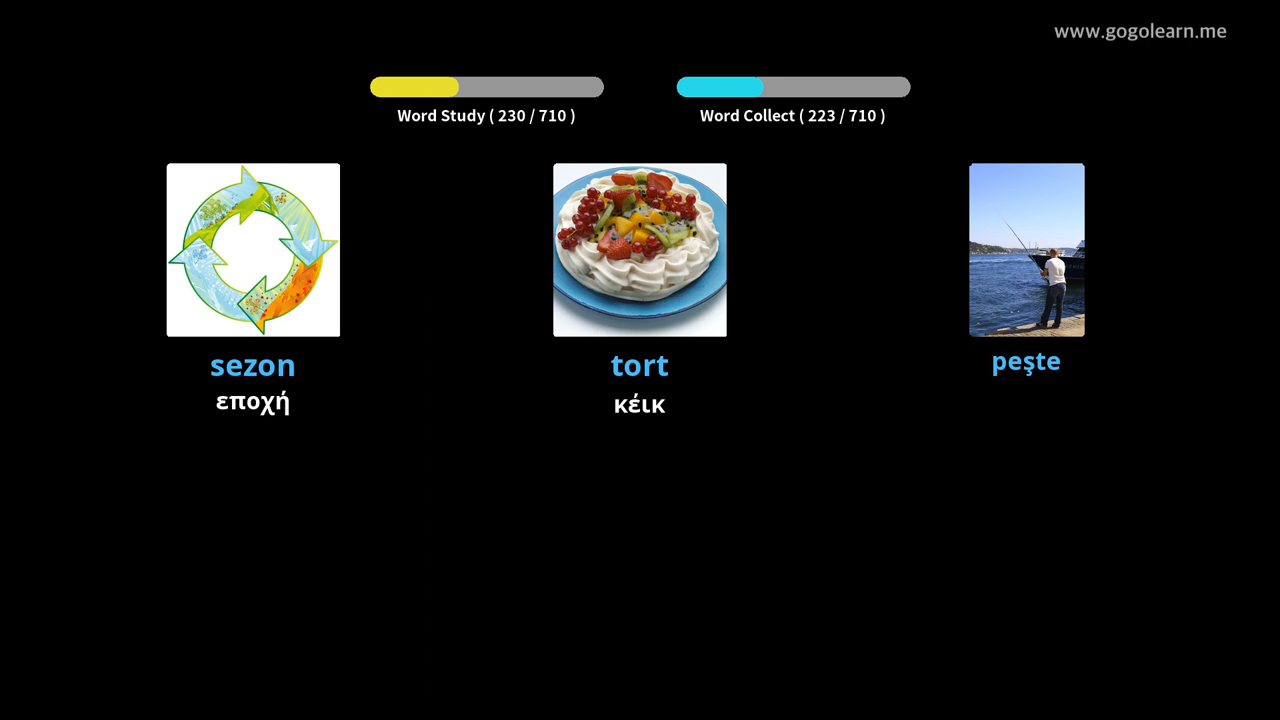 www.gogolearn.me
Word Study ( 230 / 710 )
Word Collect ( 223 / 710 )
sezon
εποχή
tort
κέικ
peşte